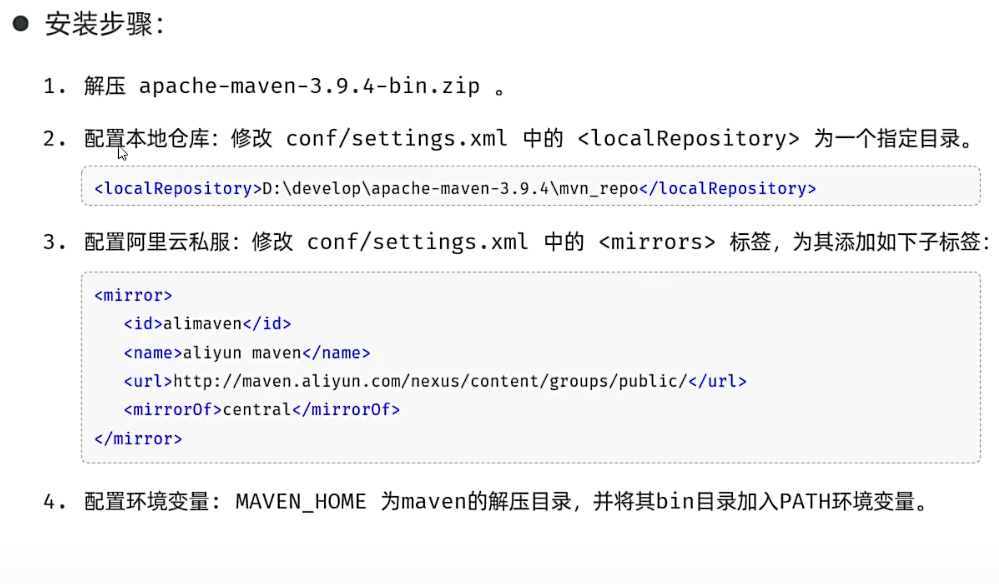 ● 安装步骤：
1. 解压 apache-maven-3.9.4-bin.zip 。
2. 配置本地仓库：修改 conf/settings.xml 中的 <localRepository> 为一个指定目录。
<localRepository>D:\develop\apache-maven-3.9.4\mvn_repo</localRepository>
3. 配置阿里云私服：修改 conf/settings.xml 中的 <mirrors> 标签，为其添加如下子标签：
<mirror>
<id>alimaven</id>
<name>aliyun maven</name>
<url>http://maven.aliyun.com/nexus/content/groups/public/</url>
<mirrorOf>central</mirrorOf>
</mirror>
4. 配置环境变量：MAVEN_HOME 为maven的解压目录，并将其bin目录加入PATH环境变量。